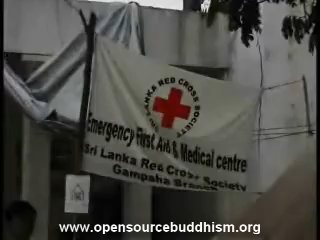 SRI LANKA RED CROSS SOCIETY
Emergency First Aid & Medical centre
Sri Lanka Red Cross Society
Gampaha Branch
www.opensourcebuddhism.org